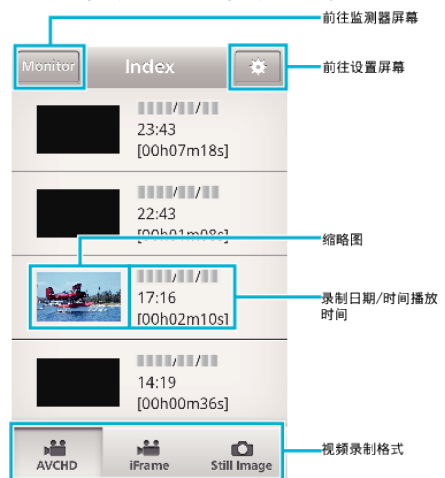 前往监测器屏幕
Monitor
Index
前往设置屏幕
23:43
[00h07m18s]
22:43
[00h01m08s]
缩略图
17:16
[00h02m10s]
录制日期/时间播放
时间
14:19
[00h00m36s]
视频录制格式
AVCHD
iFrame
Still Image